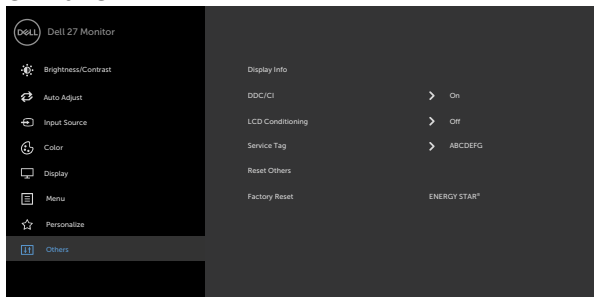 DELL Dell 27 Monitor
Brightness/Contrast
Auto Adjust
Input Source
Color
Display
Menu
Personalize
Others
Display Info
DDC/CI On
LCD Conditioning Off
Service Tag ABCDEFG
Reset Others
Factory Reset ENERGY STAR®